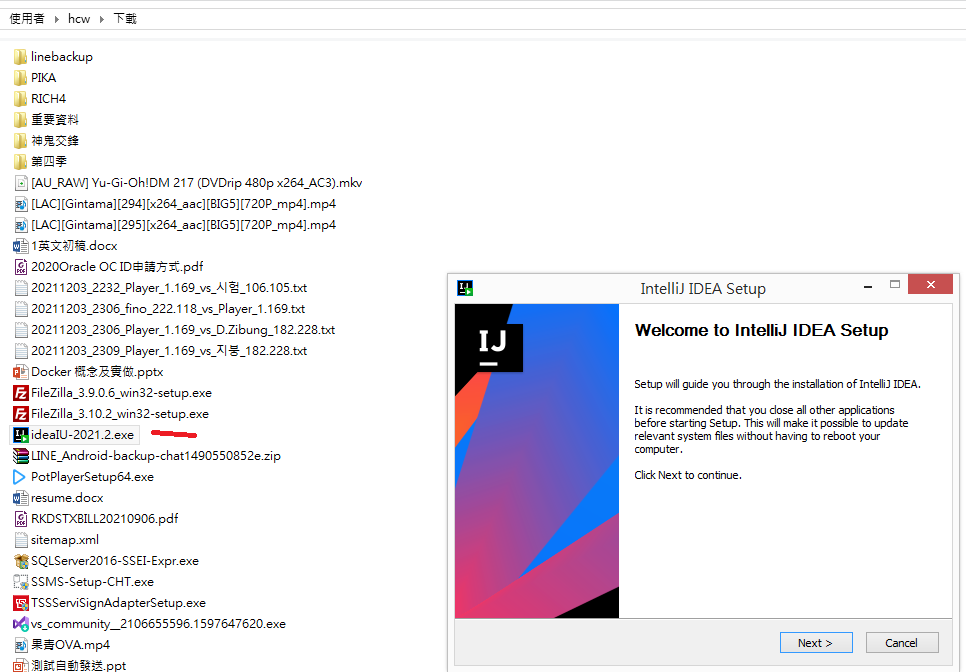 使用者 hcw 下載
linebackup
PIKA
RICH4
重要資料
神鬼交鋒
第四季
[AU_RAW] Yu-Gi-Oh!DM 217 (DVDrip 480p x264_AC3).mkv
[LAC][Gintama][294][x264_aac][BIG5][720P_mp4].mp4
[LAC][Gintama][295][x264_aac][BIG5][720P_mp4].mp4
1英文初稿.docx
2020Oracle OC ID申請方式.pdf
20211203_2232_Player_1.169_vs_시험_106.105.txt
20211203_2306_fino_222.118_vs_Player_1.169.txt
20211203_2306_Player_1.169_vs_D.Zibung_182.228.txt
20211203_2309_Player_1.169_vs_지붕_182.228.txt
Docker 概念及實做.pptx
FileZilla_3.9.0.6_win32-setup.exe
FileZilla_3.10.2_win32-setup.exe
ideaIU-2021.2.exe
LINE_Android-backup-chat1490550852e.zip
PotPlayerSetup64.exe
resume.docx
RKDSTXBILL20210906.pdf
sitemap.xml
SQLServer2016-SSEI-Expr.exe
SSMS-Setup-CHT.exe
TSSServiSignAdapterSetup.exe
vs_community__2106655596.1597647620.exe
果青OVA.mp4
測試自動發送.ppt
IntelliJ IDEA Setup
IJ
Welcome to IntelliJ IDEA Setup
Setup will guide you through the installation of IntelliJ IDEA.
It is recommended that you close all other applications
before starting Setup. This will make it possible to update
relevant system files without having to reboot your
computer.
Click Next to continue.
Next >
Cancel